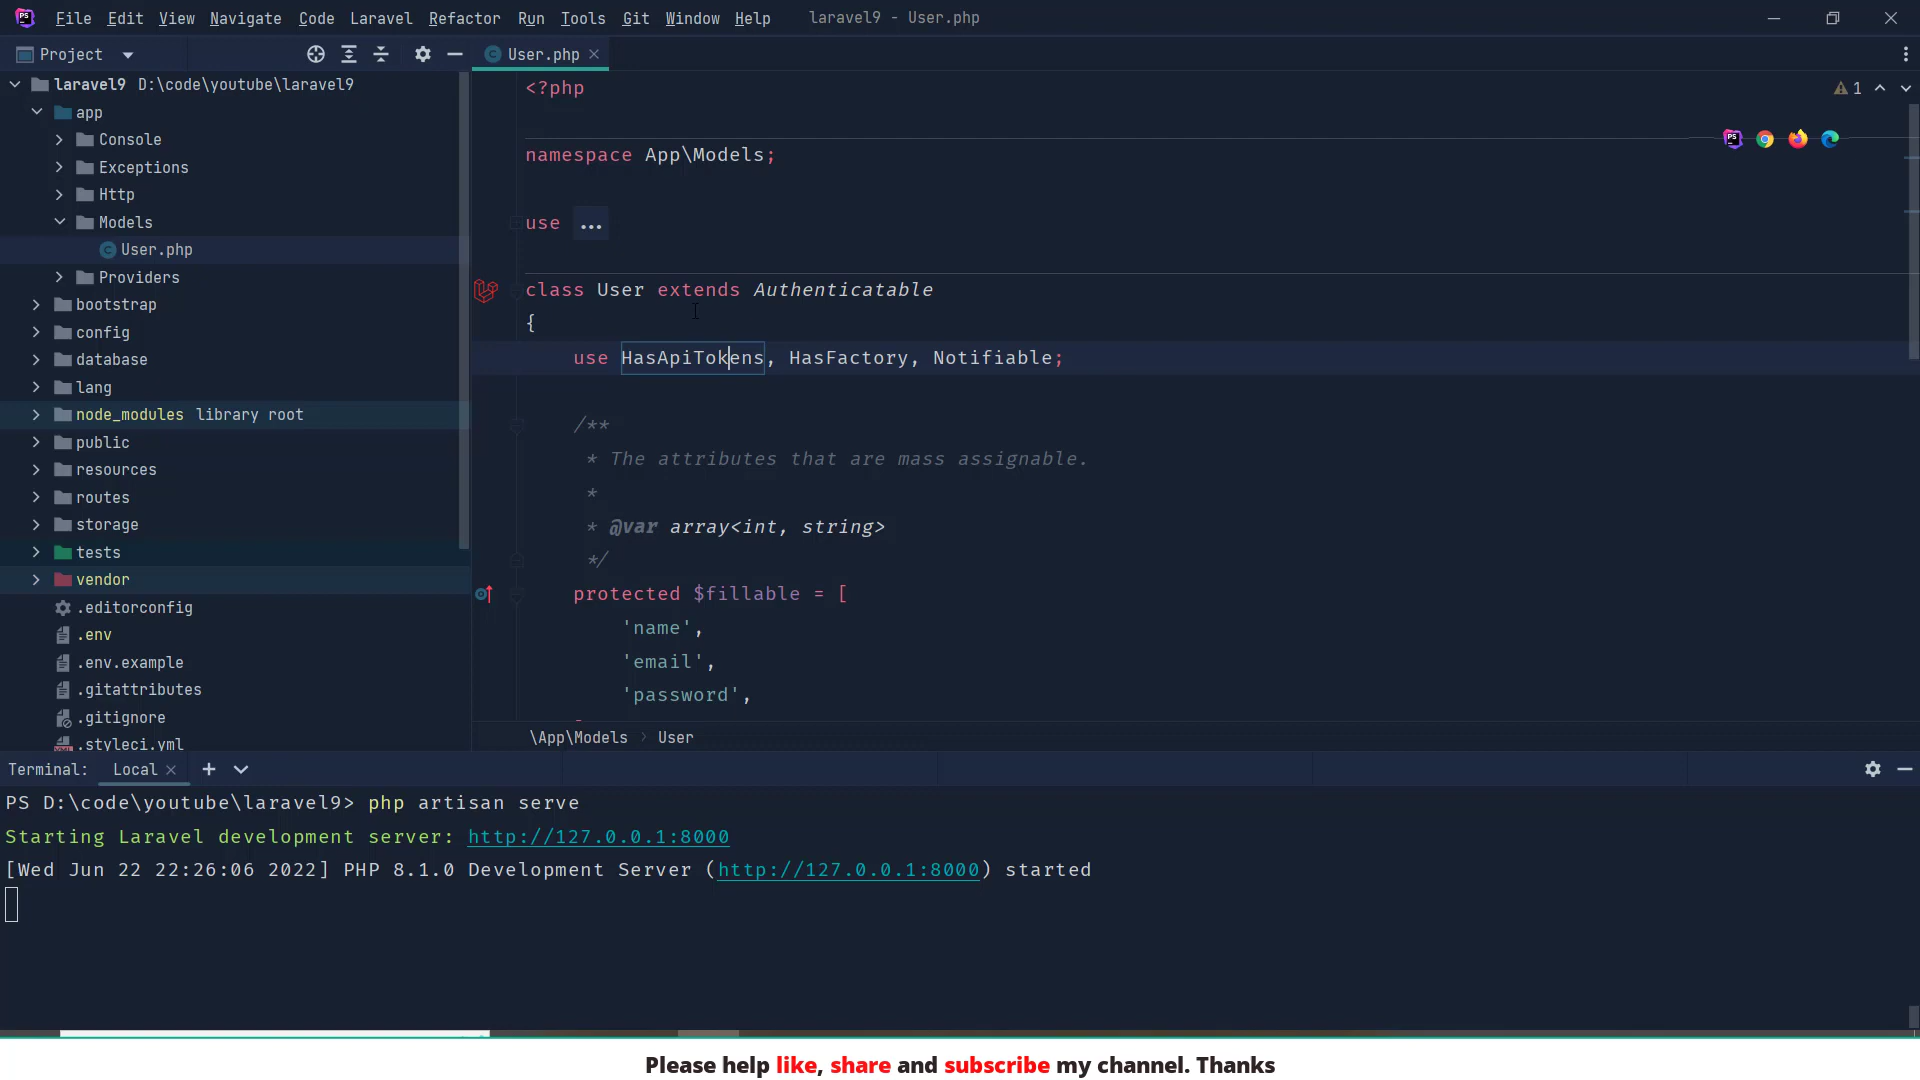 File Edit View Navigate Code Laravel Refactor Run Tools Git Window Help laravel9 - User.php
Project
User.php
laravel9 D:\code\youtube\laravel9
app
Console
Exceptions
Http
Models
User.php
Providers
bootstrap
config
database
lang
node_modules library root
public
resources
routes
storage
tests
vendor
.editorconfig
.env
.env.example
.gitattributes
.gitignore
.styleci.yml
<?php
1
namespace App\Models;
use ...
class User extends Authenticatable
{
use HasApiTokens, HasFactory, Notifiable;
/**
* The attributes that are mass assignable.
*
* @var array<int, string>
*/
protected $fillable = [
'name',
'email',
'password',
\App\Models › User
Terminal: Local
PS D:\code\youtube\laravel9> php artisan serve
Starting Laravel development server: http://127.0.0.1:8000
[Wed Jun 22 22:26:06 2022] PHP 8.1.0 Development Server (http://127.0.0.1:8000) started
Please help like, share and subscribe my channel. Thanks